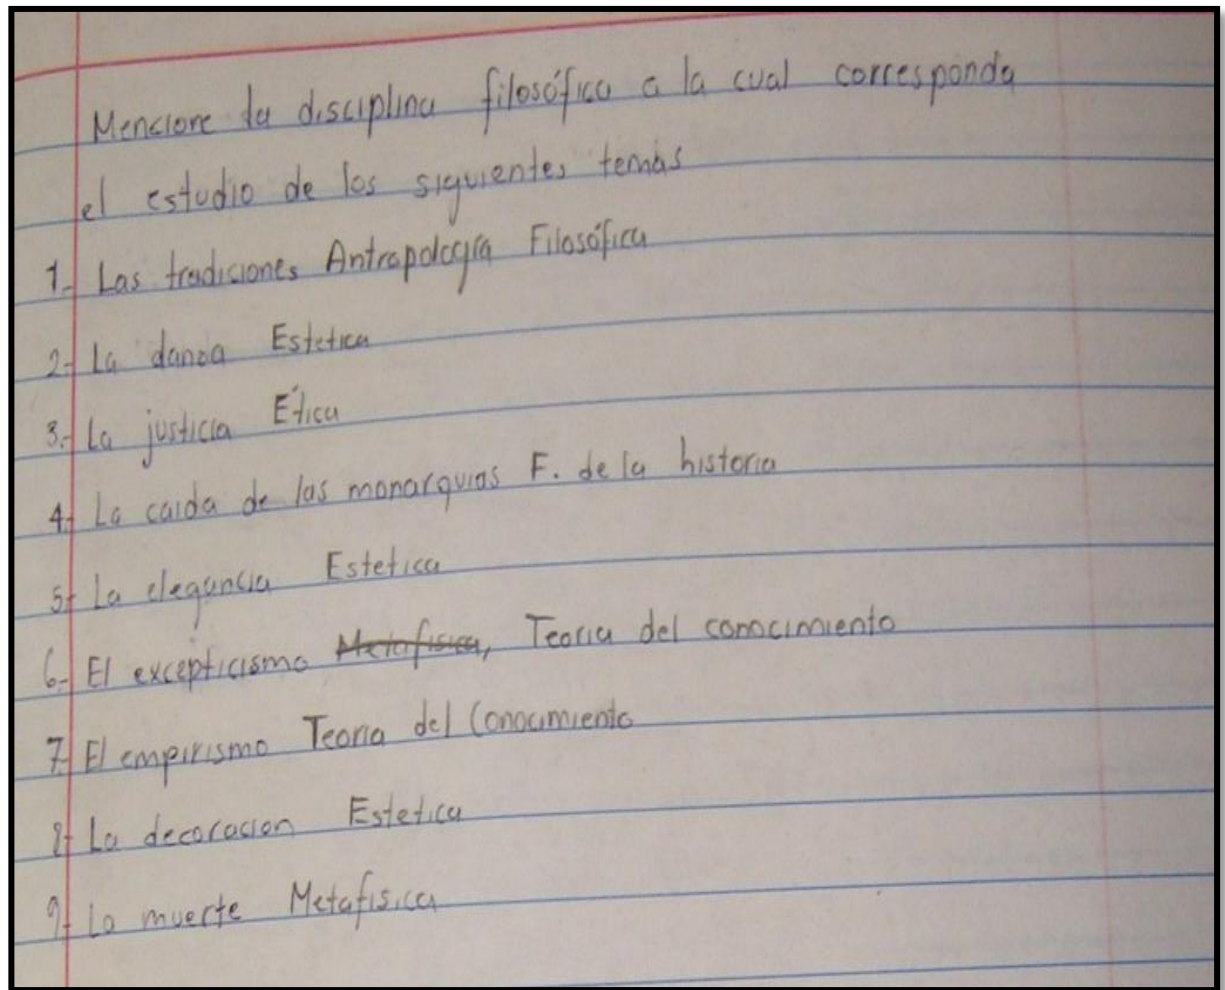 Mencione la disciplina filosófica a la cual corresponda
el estudio de los siguientes temas
1.- Las tradiciones Antropología Filosófica
2.- La danza Estetica
3.- La justicia Ética
4.- La caida de las monarquias F. de la historia
5.- La elegancia Estetica
6.- El excepticismo Metafisica, Teoria del conocimiento
7.- El empirismo Teoria del Conocimiento
8.- La decoracion Estetica
9.- La muerte Metafisica